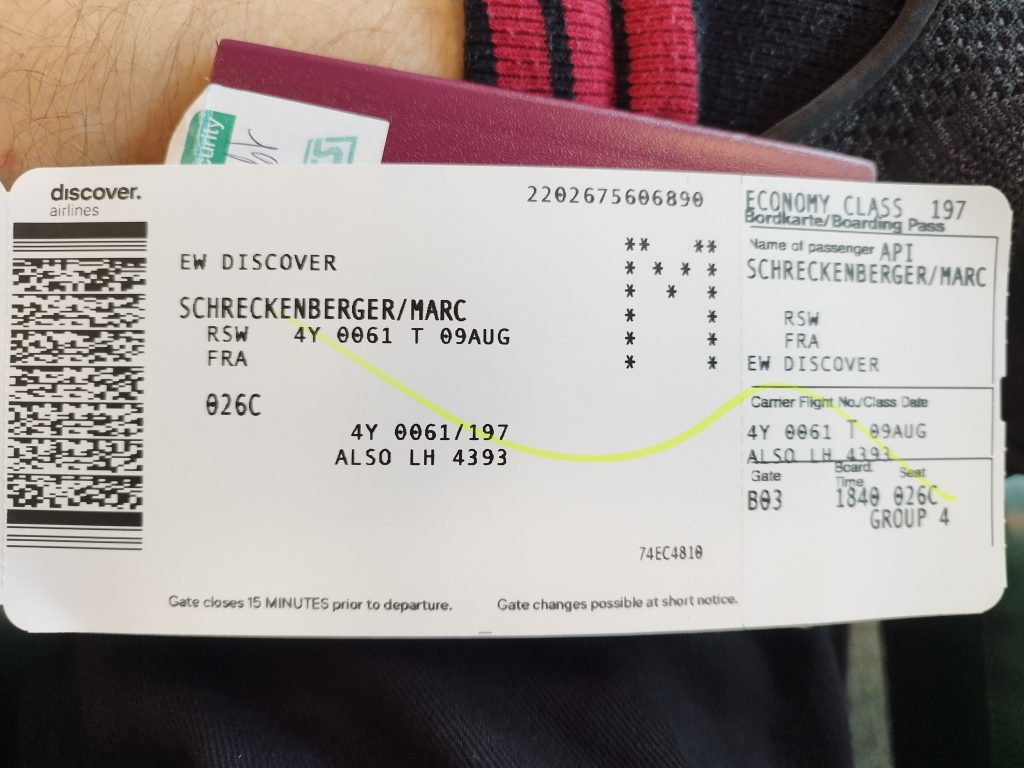 curity
discover.
airlines
2202675606890
EW DISCOVER
** **
* * * *
* * *
SCHRECKENBERGER/MARC
* *
RSW 4Y 0061 T 09AUG
* *
FRA
* *
026C
4Y 0061/197
ALSO LH 4393
74EC4810
Gate closes 15 MINUTES prior to departure. Gate changes possible at short notice.
ECONOMY CLASS 197
Bordkarte/Boarding Pass
Name of passenger API
SCHRECKENBERGER/MARC
RSW
FRA
EW DISCOVER
Carrier Flight No./Class Date
4Y 0061 T 09AUG
ALSO LH 4393
Gate Board. Time Seat
B03 1840 026C
GROUP 4